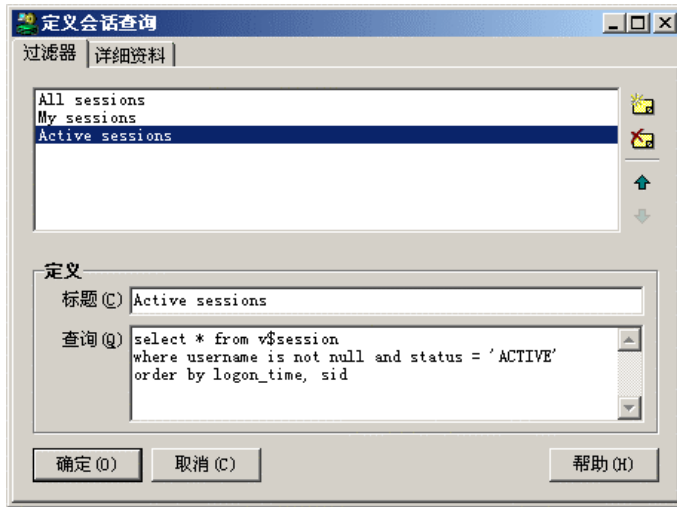 定义会话查询
过滤器 详细资料
All sessions
My sessions
Active sessions
定义
标题(C) Active sessions
查询(Q) select * from v$session
where username is not null and status = 'ACTIVE'
order by logon_time, sid
确定(O) 取消(C) 帮助(H)